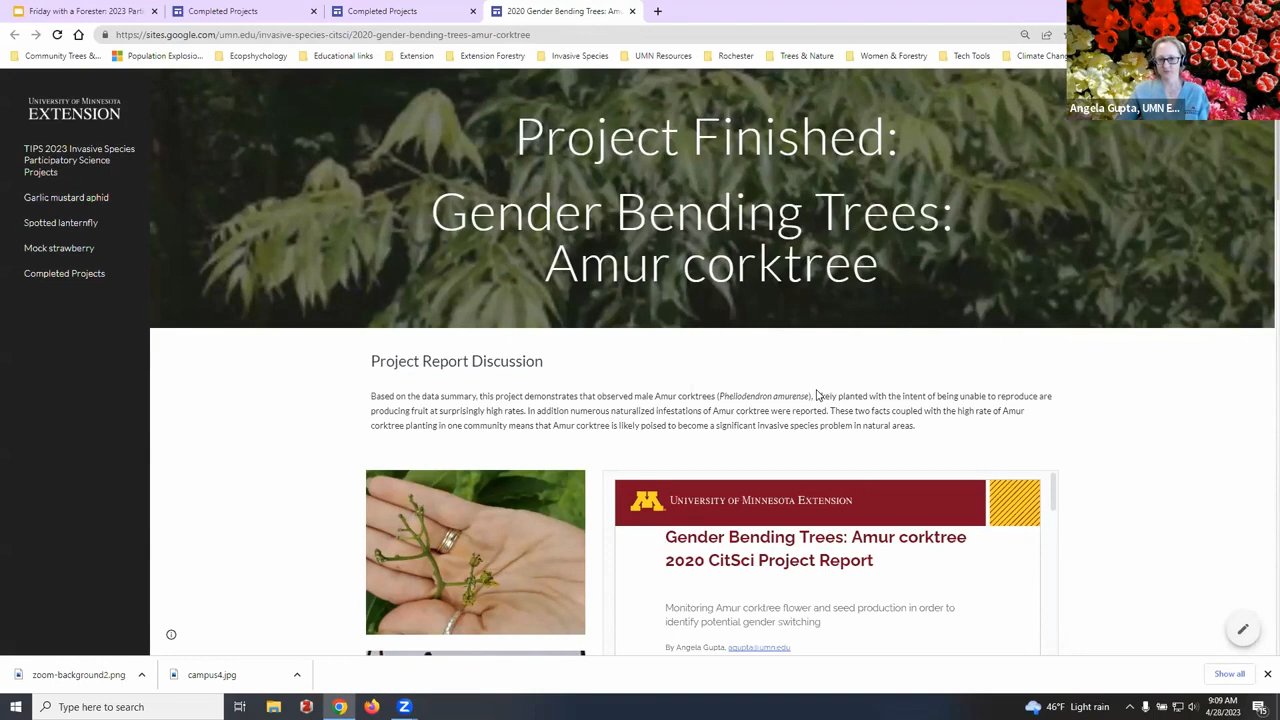 Friday with a Forester: 2023 Part
Completed Projects
Completed Projects
2020 Gender Bending Trees: Am
https://sites.google.com/umn.edu/invasive-species-citsci/2020-gender-bending-trees-amur-corktree
Community Trees &...
Population Explosio...
Ecopsychology
Educational links
Extension
Extension Forestry
Invasive Species
UMN Resources
Rochester
Trees & Nature
Women & Forestry
Tech Tools
Climate Chan
Angela Gupta, UMN E...
UNIVERSITY OF MINNESOTA
EXTENSION
TIPS 2023 Invasive Species
Participatory Science
Projects
Garlic mustard aphid
Spotted lanternfly
Mock strawberry
Completed Projects
Project Finished:
Gender Bending Trees:
Amur corktree
Project Report Discussion
Based on the data summary, this project demonstrates that observed male Amur corktrees (Phellodendron amurense), likely planted with the intent of being unable to reproduce are
producing fruit at surprisingly high rates. In addition numerous naturalized infestations of Amur corktree were reported. These two facts coupled with the high rate of Amur
corktree planting in one community means that Amur corktree is likely poised to become a significant invasive species problem in natural areas.
UNIVERSITY OF MINNESOTA EXTENSION
Gender Bending Trees: Amur corktree
2020 CitSci Project Report
Monitoring Amur corktree flower and seed production in order to
identify potential gender switching
By Angela Gupta, agupta@umn.edu
zoom-background2.png
campus4.jpg
Show all
Type here to search
46°F Light rain
9:09 AM
4/28/2023
15